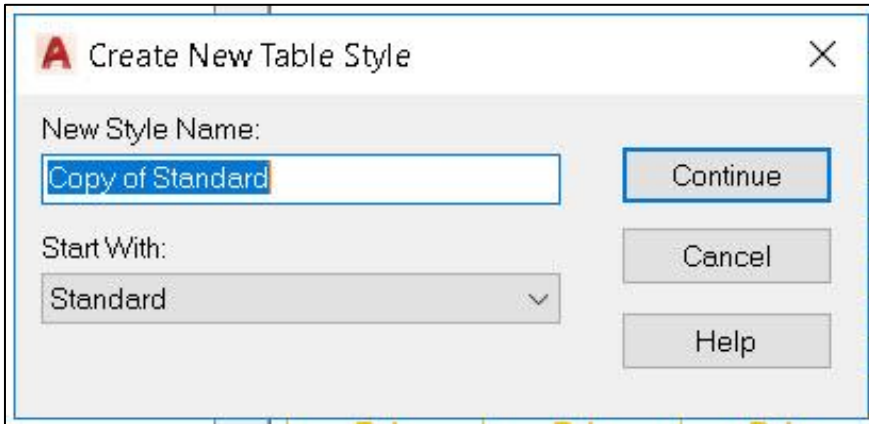 Create New Table Style
New Style Name:
Copy of Standard
Continue
Start With:
Cancel
Standard
Help